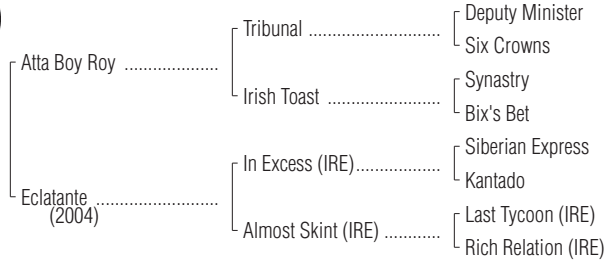 )
Deputy Minister
Tribunal ............................
Six Crowns
Atta Boy Roy ....................
Synastry
Irish Toast ........................
Bix's Bet
Siberian Express
In Excess (IRE)..................
Kantado
Eclatante ..........................
(2004)
Last Tycoon (IRE)
Almost Skint (IRE) ............
Rich Relation (IRE)